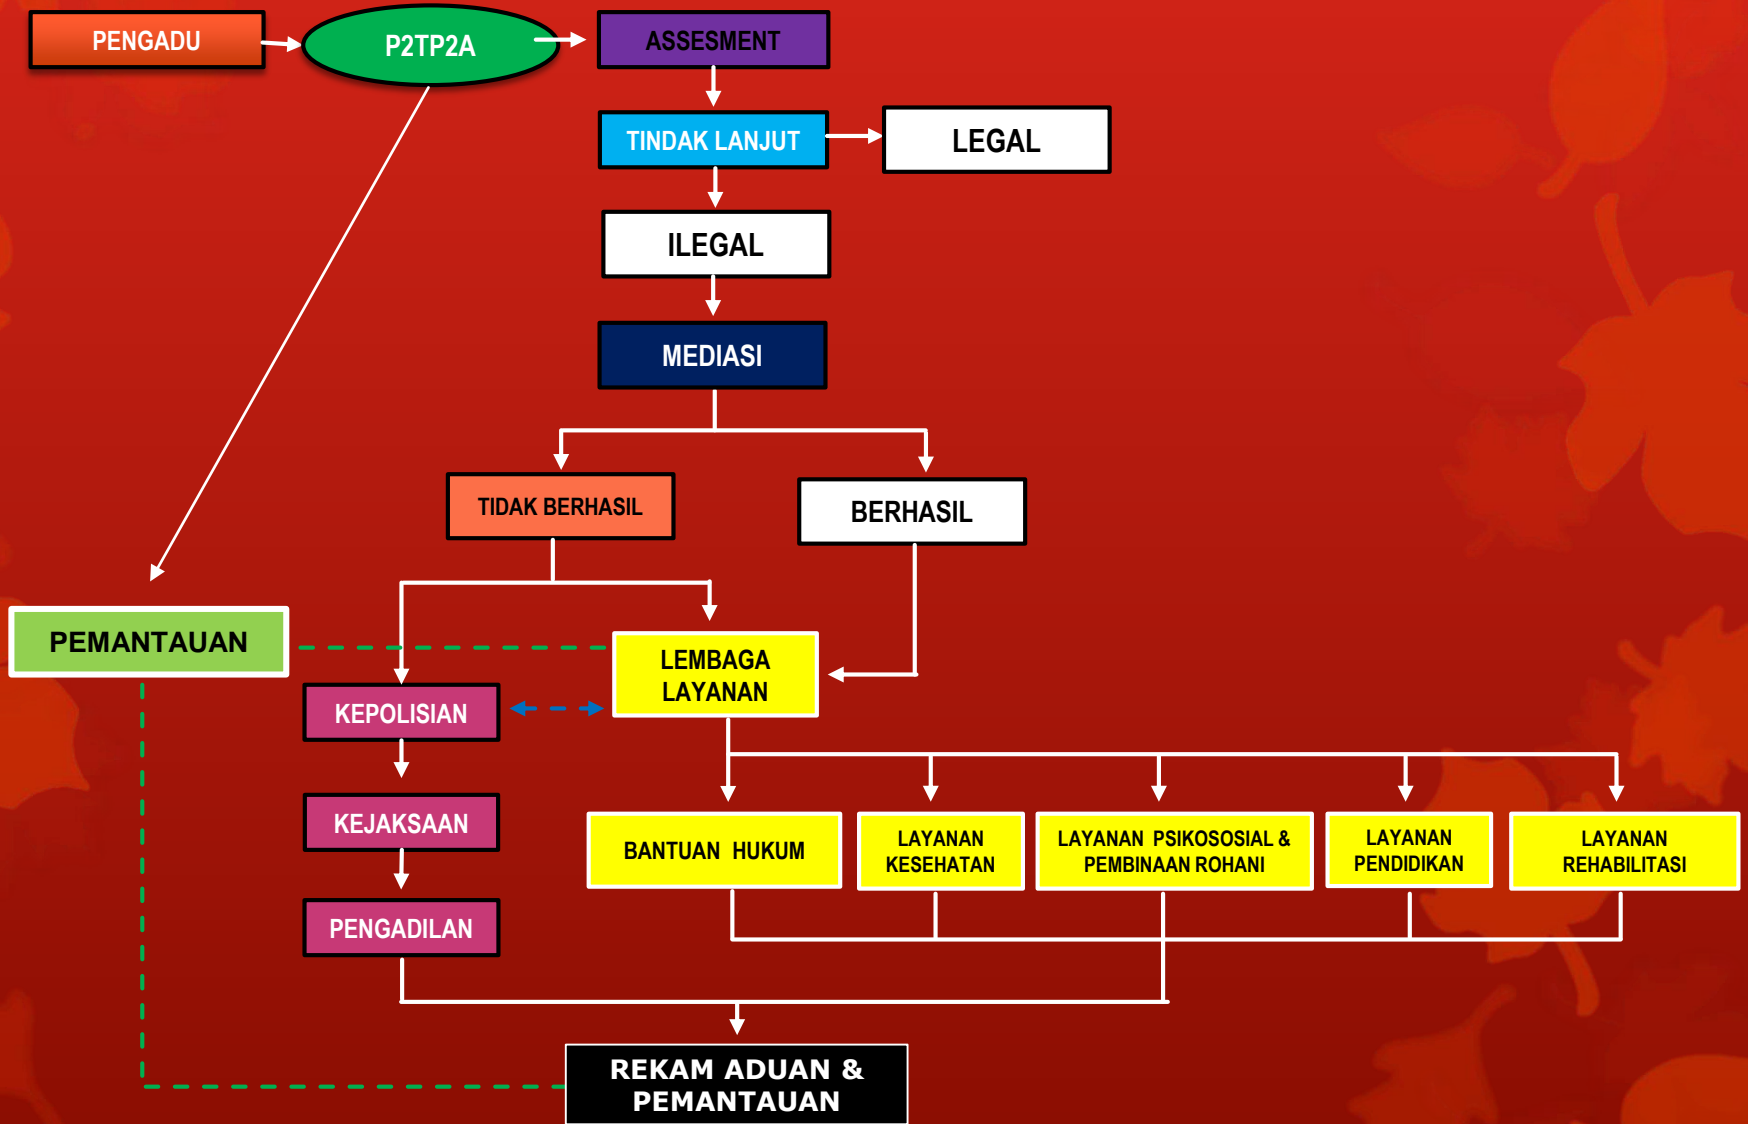 PENGADU
P2TP2A
ASSESMENT
TINDAK LANJUT
LEGAL
ILEGAL
MEDIASI
TIDAK BERHASIL
BERHASIL
PEMANTAUAN
LEMBAGA
LAYANAN
KEPOLISIAN
KEJAKSAAN
PENGADILAN
BANTUAN HUKUM
LAYANAN
KESEHATAN
LAYANAN PSIKOSOSIAL &
PEMBINAAN ROHANI
LAYANAN
PENDIDIKAN
LAYANAN
REHABILITASI
REKAM ADUAN &
PEMANTAUAN